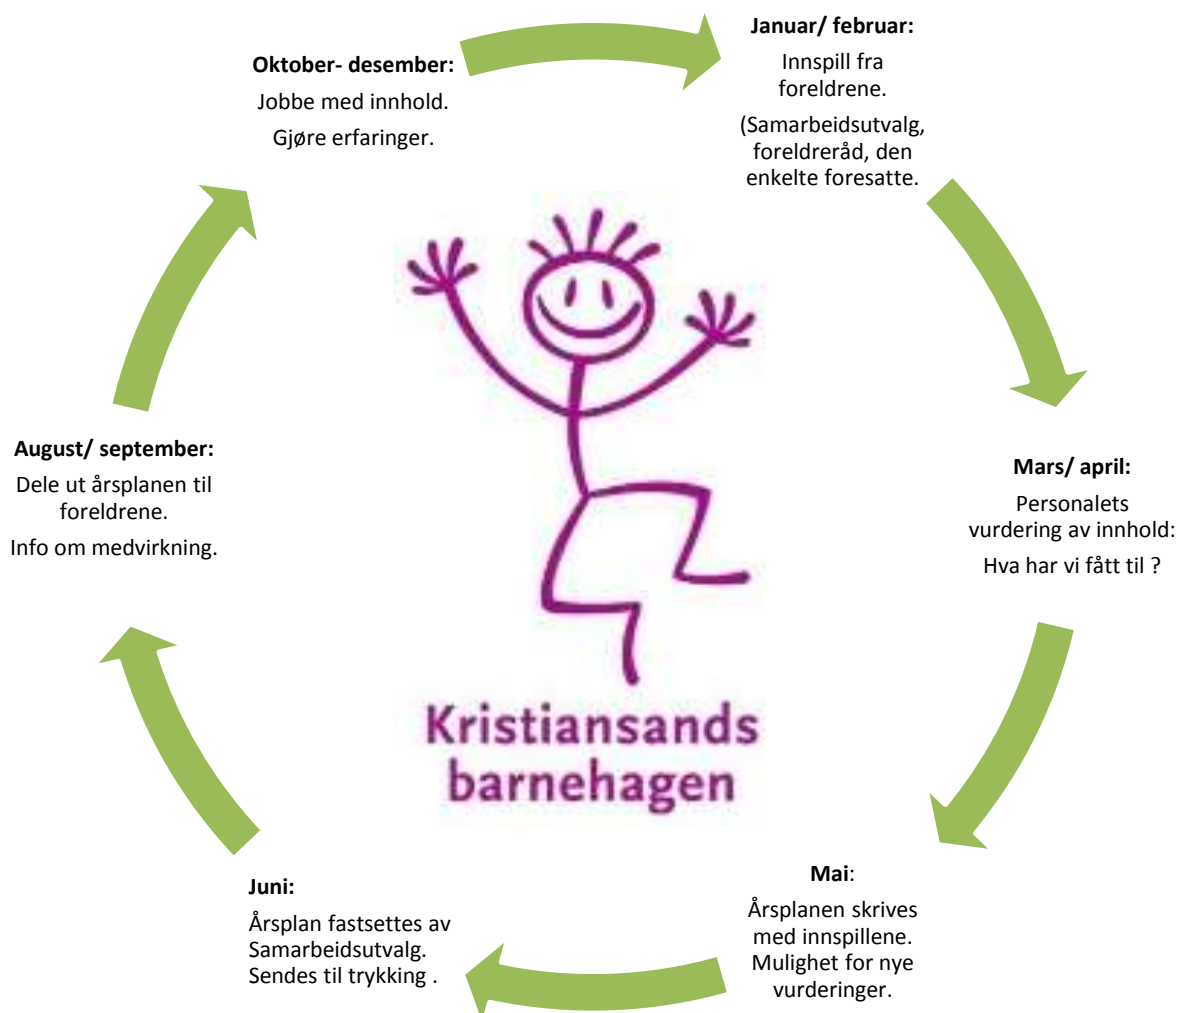 Januar/ februar:
Innspill fra
foreldrene.
(Samarbeidsutvalg,
foreldreråd, den
enkelte foresatte.
Mars/ april:
Personalets
vurdering av innhold:
Hva har vi fått til ?
Mai:
Årsplanen skrives
med innspillene.
Mulighet for nye
vurderinger.
Juni:
Årsplan fastsettes av
Samarbeidsutvalg.
Sendes til trykking .
August/ september:
Dele ut årsplanen til
foreldrene.
Info om medvirkning.
Oktober- desember:
Jobbe med innhold.
Gjøre erfaringer.
Kristiansands
barnehagen